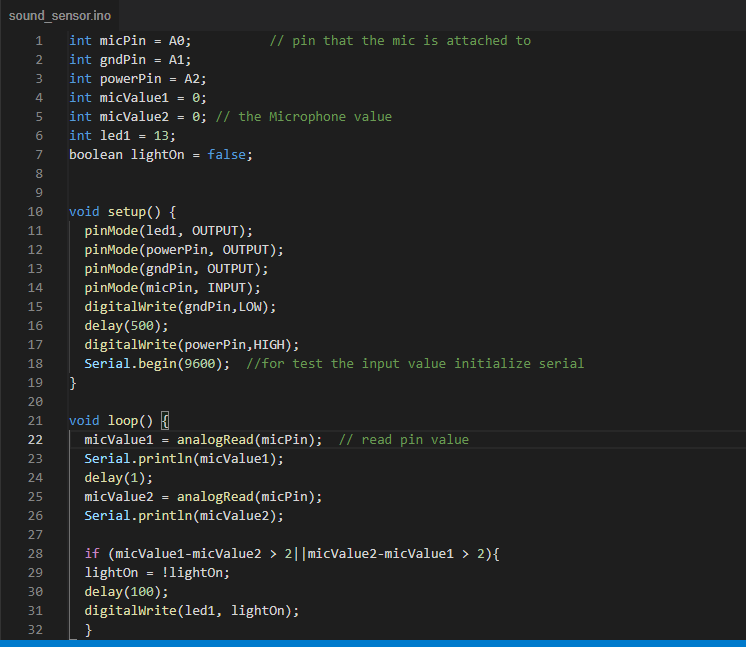 sound_sensor.ino
1 int micPin = A0;          // pin that the mic is attached to
2 int gndPin = A1;
3 int powerPin = A2;
4 int micValue1 = 0;
5 int micValue2 = 0; // the Microphone value
6 int led1 = 13;
7 boolean lightOn = false;
8
9
10 void setup() {
11   pinMode(led1, OUTPUT);
12   pinMode(powerPin, OUTPUT);
13   pinMode(gndPin, OUTPUT);
14   pinMode(micPin, INPUT);
15   digitalWrite(gndPin,LOW);
16   delay(500);
17   digitalWrite(powerPin,HIGH);
18   Serial.begin(9600);  //for test the input value initialize serial
19 }
20
21 void loop() {
22   micValue1 = analogRead(micPin);  // read pin value
23   Serial.println(micValue1);
24   delay(1);
25   micValue2 = analogRead(micPin);
26   Serial.println(micValue2);
27
28   if (micValue1-micValue2 > 2||micValue2-micValue1 > 2){
29   lightOn = !lightOn;
30   delay(100);
31   digitalWrite(led1, lightOn);
32   }